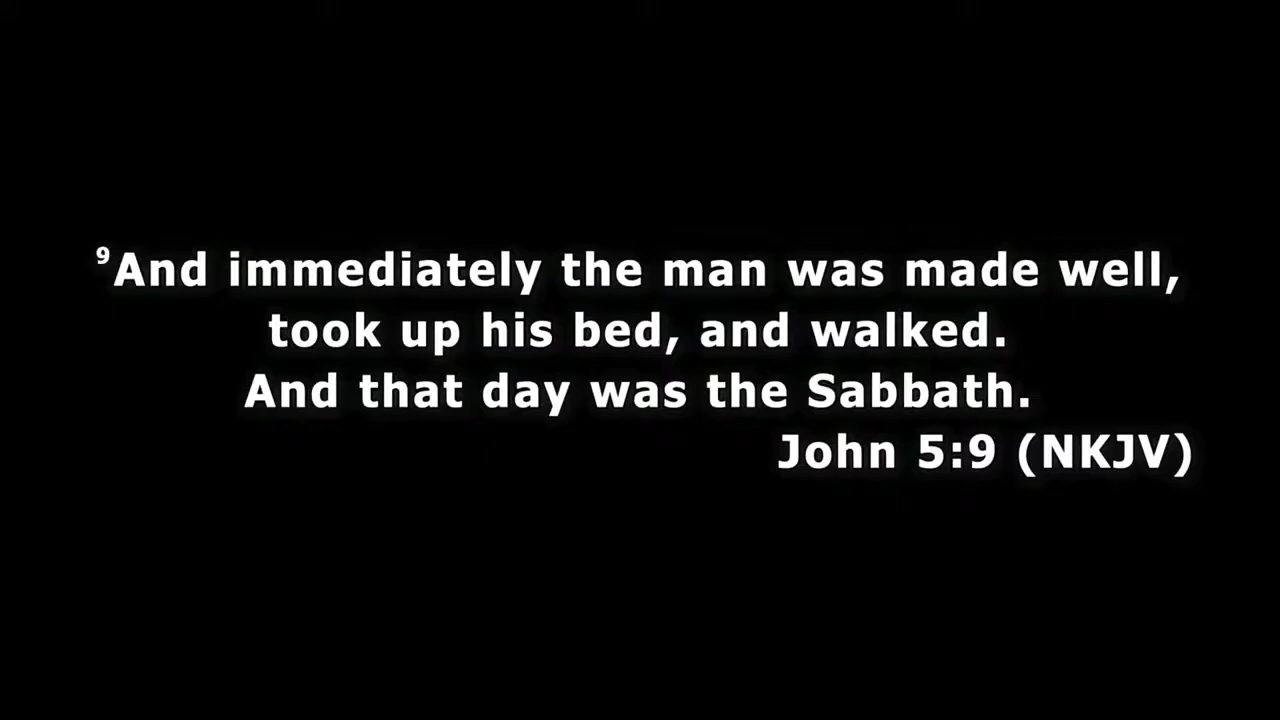 ⁹And immediately the man was made well,
took up his bed, and walked.
And that day was the Sabbath.
John 5:9 (NKJV)